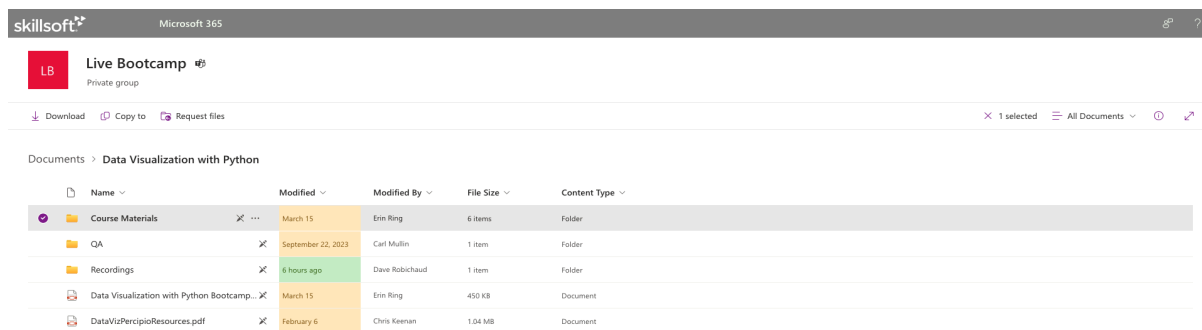 skillsoft Microsoft 365 ?
LB Live Bootcamp
Private group
Download Copy to Request files 1 selected All Documents
Documents > Data Visualization with Python
Name Modified Modified By File Size Content Type
Course Materials ... March 15 Erin Ring 6 items Folder
QA September 22, 2023 Carl Mullin 1 item Folder
Recordings 6 hours ago Dave Robichaud 1 item Folder
Data Visualization with Python Bootcamp... March 15 Erin Ring 450 KB Document
DataVizPercipioResources.pdf February 6 Chris Keenan 1.04 MB Document